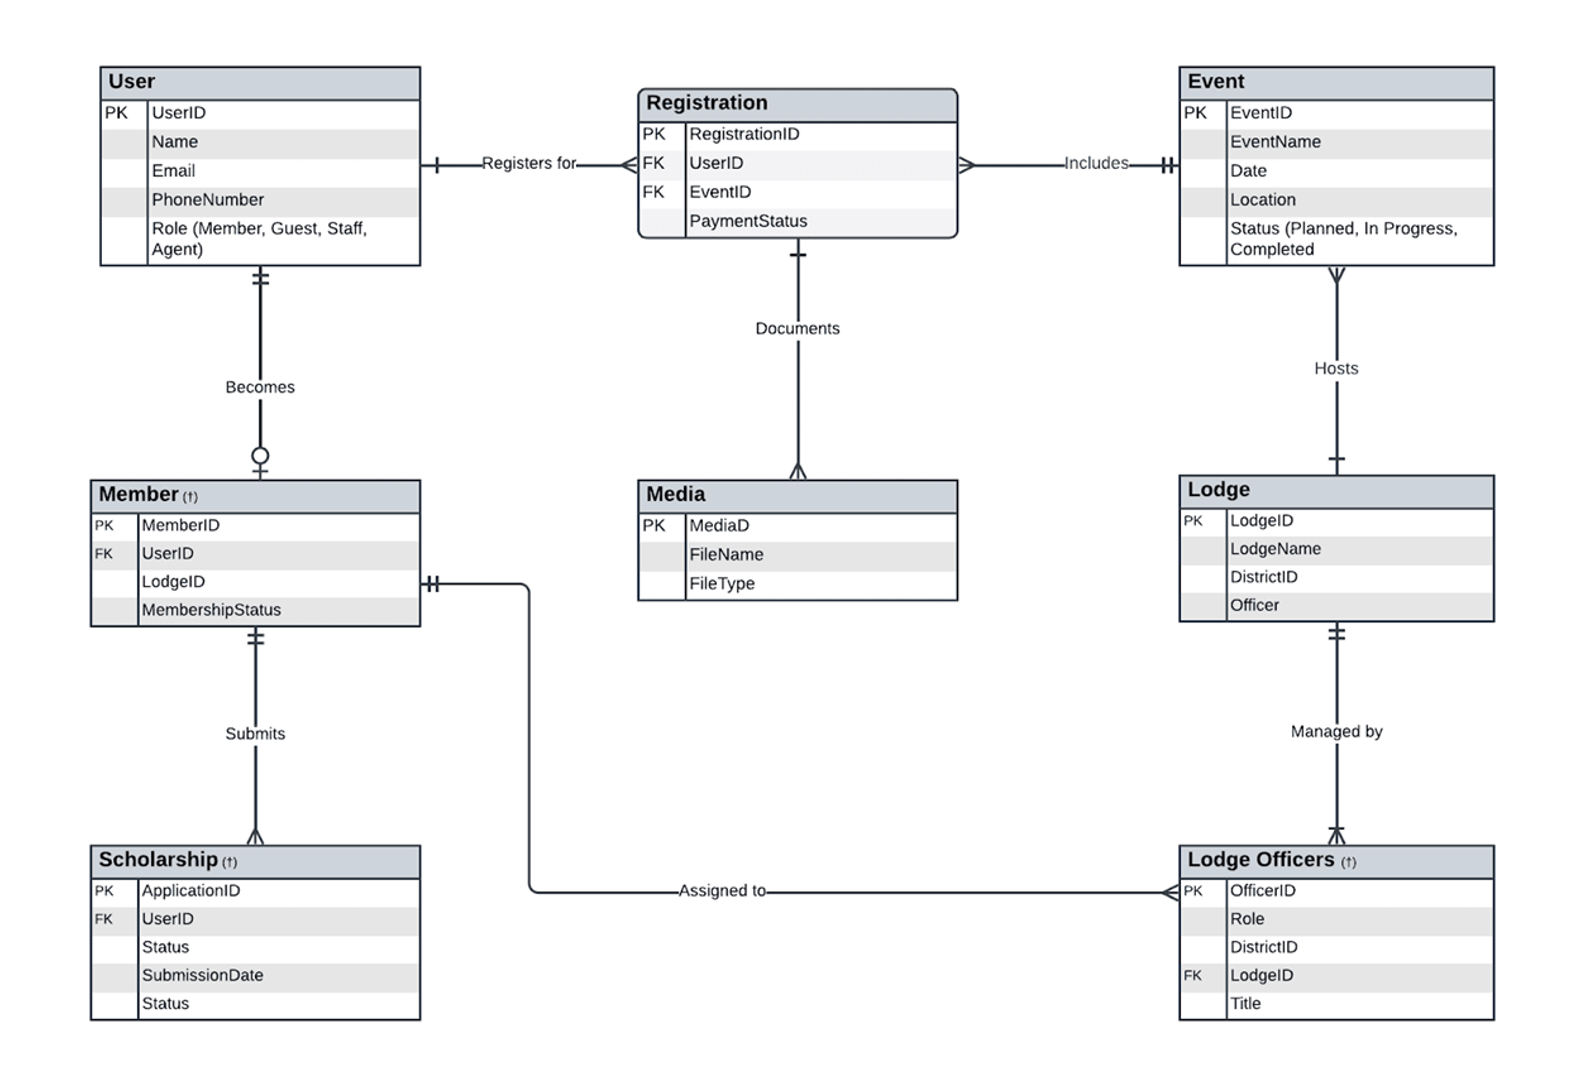 User
PK UserID
Name
Email
PhoneNumber
Role (Member, Guest, Staff,
Agent)
Registers for
Registration
PK RegistrationID
FK UserID
FK EventID
PaymentStatus
Includes
Event
PK EventID
EventName
Date
Location
Status (Planned, In Progress,
Completed
Becomes
Documents
Hosts
Member (†)
PK MemberID
FK UserID
LodgeID
MembershipStatus
Media
PK MediaD
FileName
FileType
Lodge
PK LodgeID
LodgeName
DistrictID
Officer
Submits
Managed by
Scholarship (†)
PK ApplicationID
FK UserID
Status
SubmissionDate
Status
Assigned to
Lodge Officers (†)
PK OfficerID
Role
DistrictID
FK LodgeID
Title